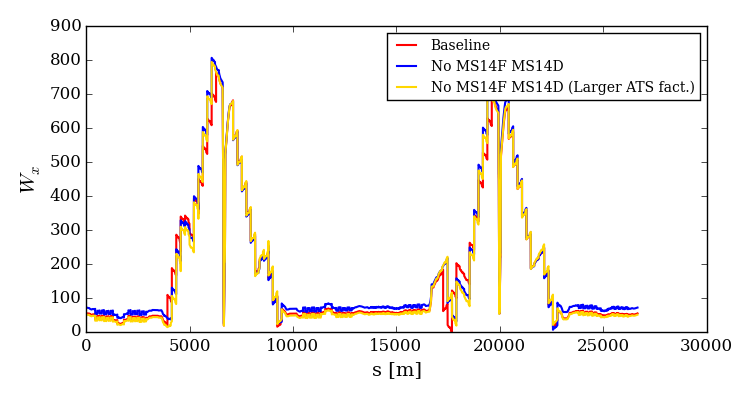 900
800
700
600
500
400
300
200
100
0
W_x
0 5000 10000 15000 20000 25000 30000
s [m]
Baseline
No MS14F MS14D
No MS14F MS14D (Larger ATS fact.)